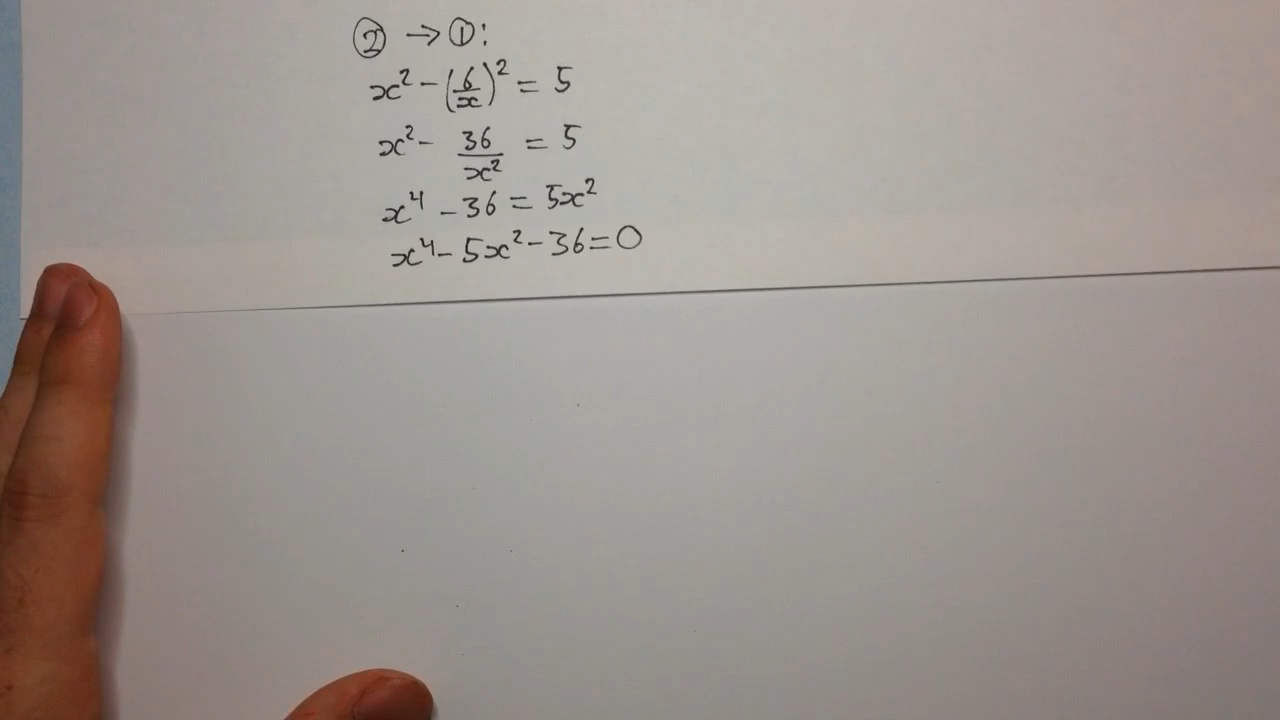 ② → ①:
x² - (6/x)² = 5
x² - 36/x² = 5
x⁴ - 36 = 5x²
x⁴ - 5x² - 36 = 0